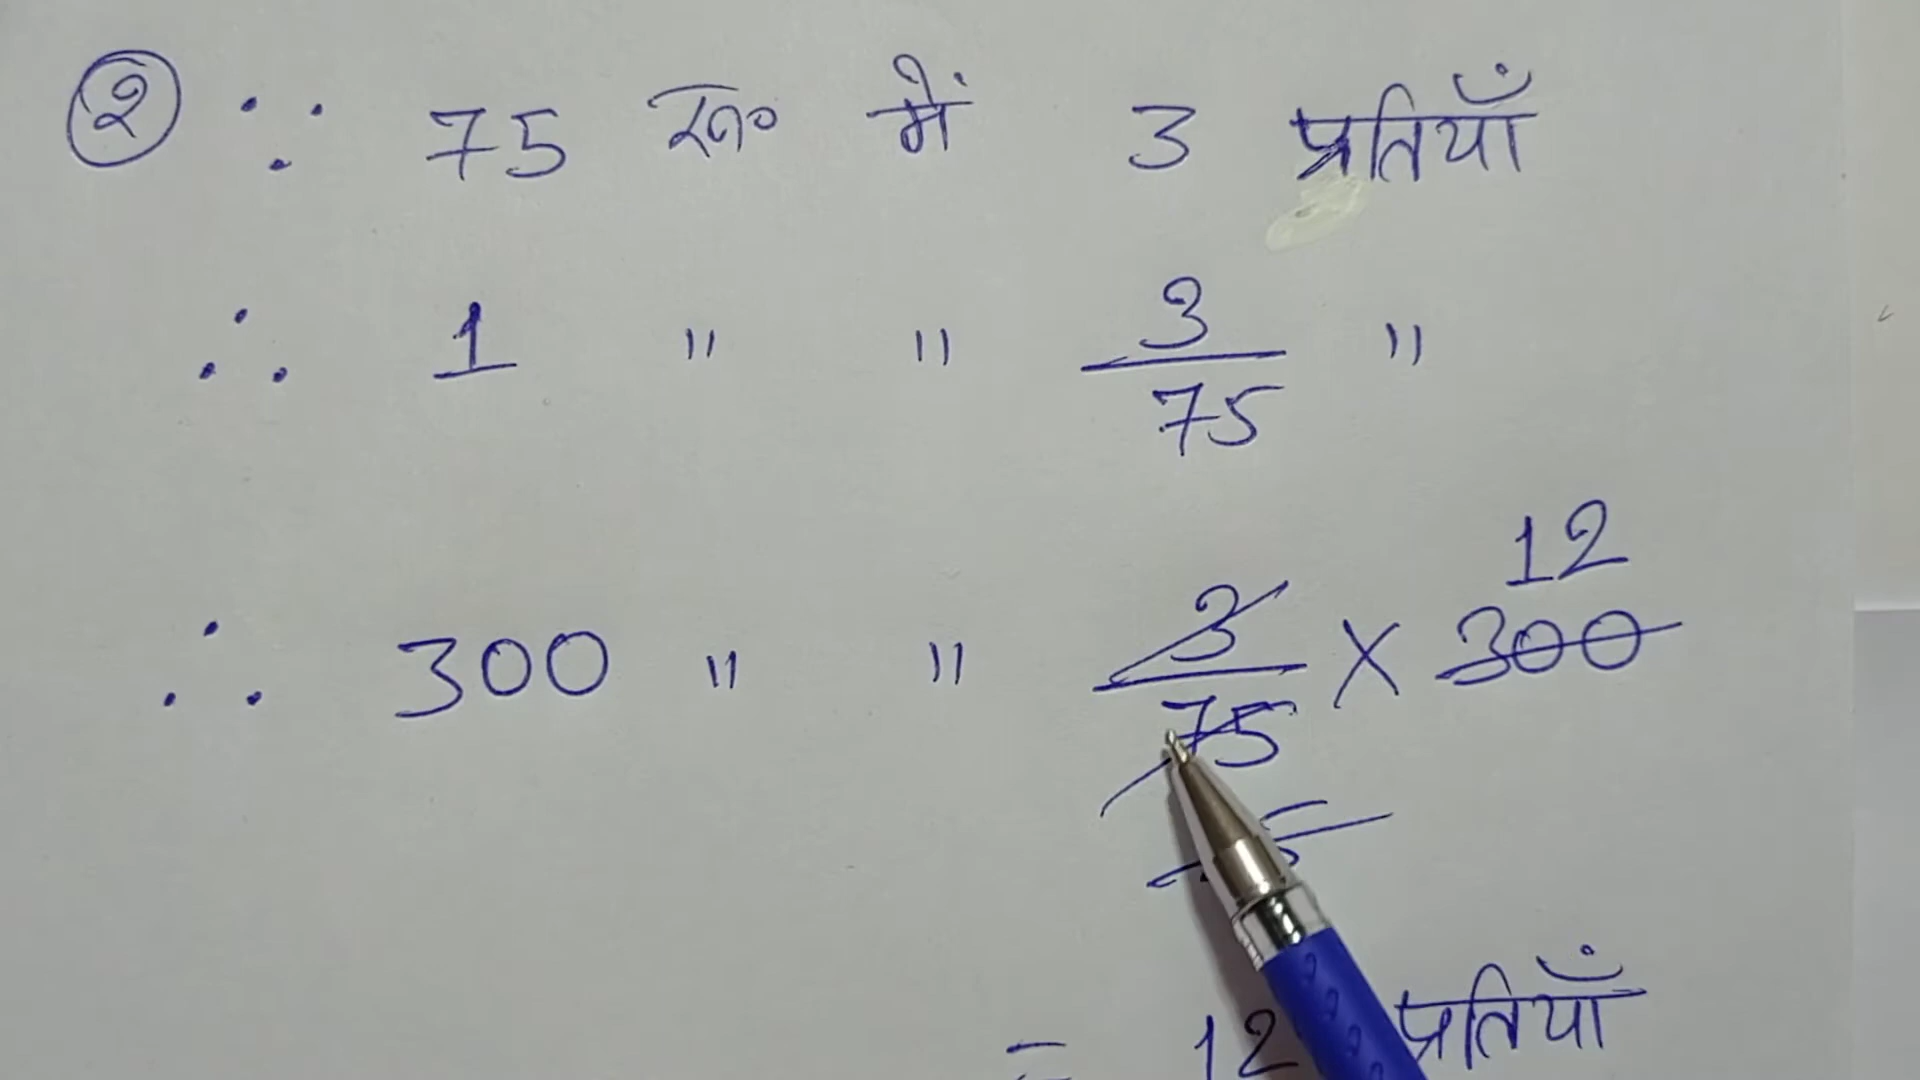 ② ∵ 75 रु० में 3 प्रतियाँ
∴ 1 " " 3/75 "
12
∴ 300 " " 3/75 × 300
= 12 प्रतियाँ